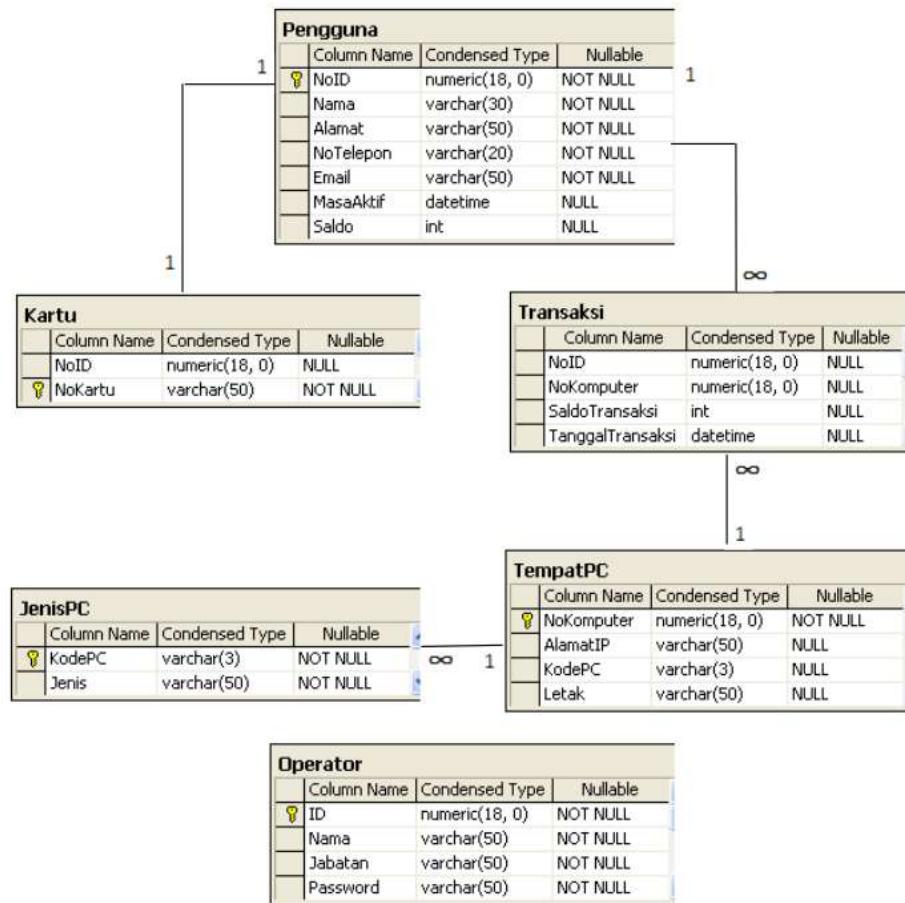 Pengguna
Column Name Condensed Type Nullable
NoID numeric(18, 0) NOT NULL
Nama varchar(30) NOT NULL
Alamat varchar(50) NOT NULL
NoTelepon varchar(20) NOT NULL
Email varchar(50) NOT NULL
MasaAktif datetime NULL
Saldo int NULL
1
1
1
∞
Kartu
Column Name Condensed Type Nullable
NoID numeric(18, 0) NULL
NoKartu varchar(50) NOT NULL
Transaksi
Column Name Condensed Type Nullable
NoID numeric(18, 0) NULL
NoKomputer numeric(18, 0) NULL
SaldoTransaksi int NULL
TanggalTransaksi datetime NULL
∞
1
JenisPC
Column Name Condensed Type Nullable
KodePC varchar(3) NOT NULL
Jenis varchar(50) NOT NULL
∞ 1
TempatPC
Column Name Condensed Type Nullable
NoKomputer numeric(18, 0) NOT NULL
AlamatIP varchar(50) NULL
KodePC varchar(3) NULL
Letak varchar(50) NULL
Operator
Column Name Condensed Type Nullable
ID numeric(18, 0) NOT NULL
Nama varchar(50) NOT NULL
Jabatan varchar(50) NOT NULL
Password varchar(50) NOT NULL